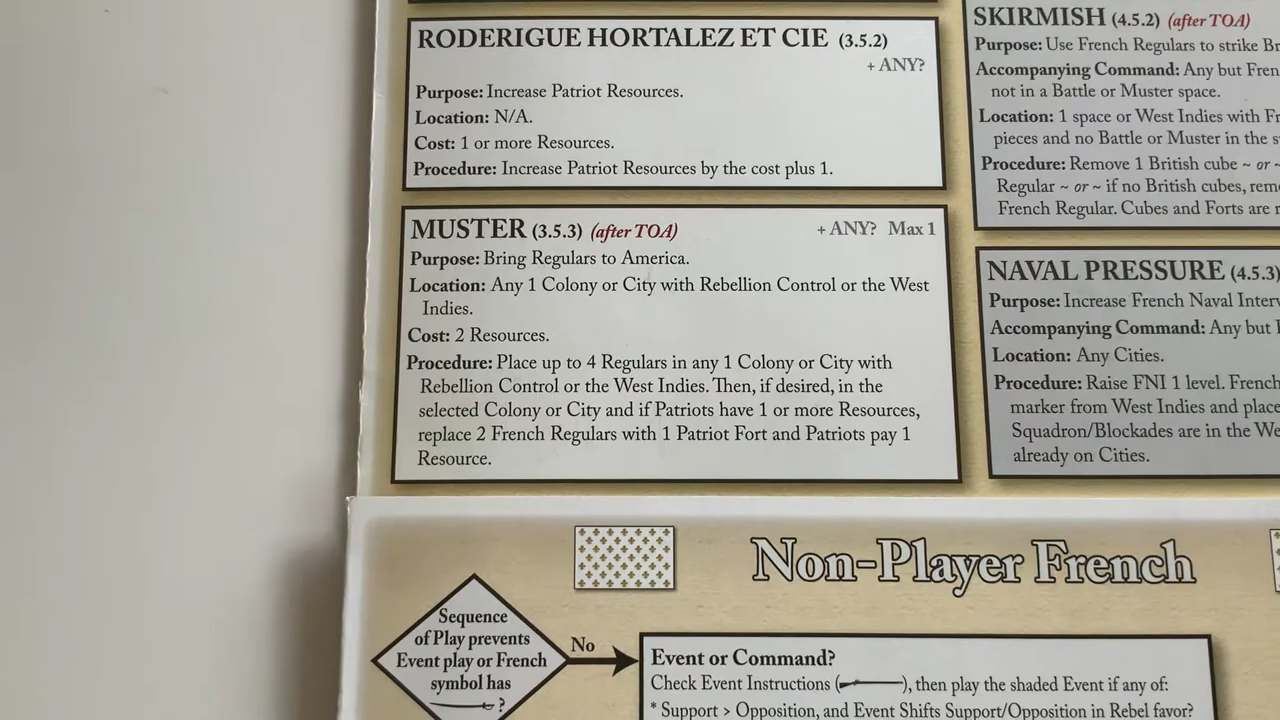 RODERIGUE HORTALEZ ET CIE (3.5.2)
+ ANY?
Purpose: Increase Patriot Resources.
Location: N/A.
Cost: 1 or more Resources.
Procedure: Increase Patriot Resources by the cost plus 1.
MUSTER (3.5.3) (after TOA) + ANY? Max 1
Purpose: Bring Regulars to America.
Location: Any 1 Colony or City with Rebellion Control or the West
Indies.
Cost: 2 Resources.
Procedure: Place up to 4 Regulars in any 1 Colony or City with
Rebellion Control or the West Indies. Then, if desired, in the
selected Colony or City and if Patriots have 1 or more Resources,
replace 2 French Regulars with 1 Patriot Fort and Patriots pay 1
Resource.
SKIRMISH (4.5.2) (after TOA)
Purpose: Use French Regulars to strike
Accompanying Command: Any but
not in a Battle or Muster space.
Location: 1 space or West Indies with
pieces and no Battle or Muster in the
Procedure: Remove 1 British cube ~ or ~
Regular ~ or ~ if no British cubes,
French Regular. Cubes and Forts are
NAVAL PRESSURE (4.5.3)
Purpose: Increase French Naval
Accompanying Command: Any but
Location: Any Cities.
Procedure: Raise FNI 1 level. French
marker from West Indies and place
Squadron/Blockades are in the
already on Cities.
Non-Player French
Sequence
of Play prevents
Event play or French
symbol has
?
No
Event or Command?
Check Event Instructions ( ), then play the shaded Event if any of:
* Support > Opposition, and Event Shifts Support/Opposition in Rebel favor?